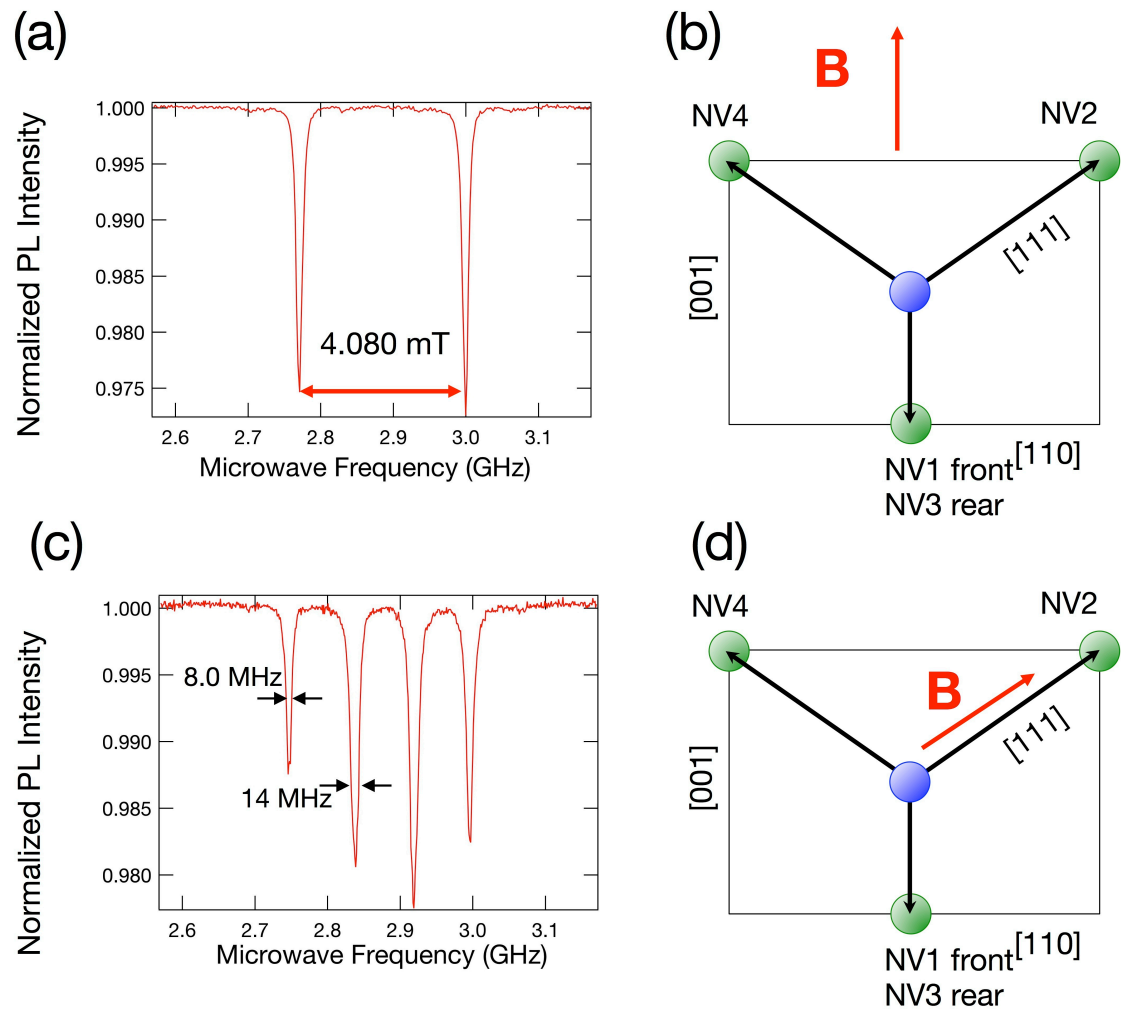 (a)
Normalized PL Intensity
1.000
0.995
0.990
0.985
0.980
0.975
4.080 mT
2.6 2.7 2.8 2.9 3.0 3.1
Microwave Frequency (GHz)
(b)
B
NV4
NV2
[001]
[111]
NV1 front [110]
NV3 rear
(c)
Normalized PL Intensity
1.000
0.995
0.990
0.985
0.980
8.0 MHz
14 MHz
2.6 2.7 2.8 2.9 3.0 3.1
Microwave Frequency (GHz)
(d)
NV4
NV2
B
[001]
[111]
NV1 front [110]
NV3 rear